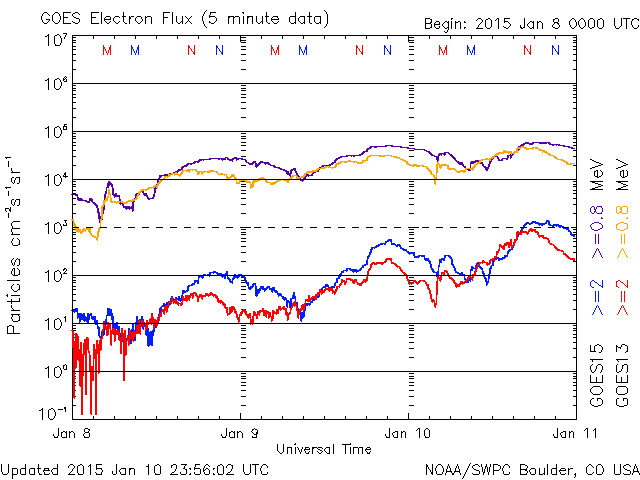 GOES Electron Flux (5 minute data)
Begin: 2015 Jan 8 0000 UTC
M M N N M M N N M M N N
10⁷
10⁶
10⁵
10⁴
10³
10²
10¹
10⁰
10⁻¹
Particles cm⁻²s⁻¹sr⁻¹
Jan 8 Jan 9 Jan 10 Jan 11
Universal Time
GOES15 >=2 >=0.8 MeV
GOES13 >=2 >=0.8 MeV
Updated 2015 Jan 10 23:56:02 UTC
NOAA/SWPC Boulder, CO USA